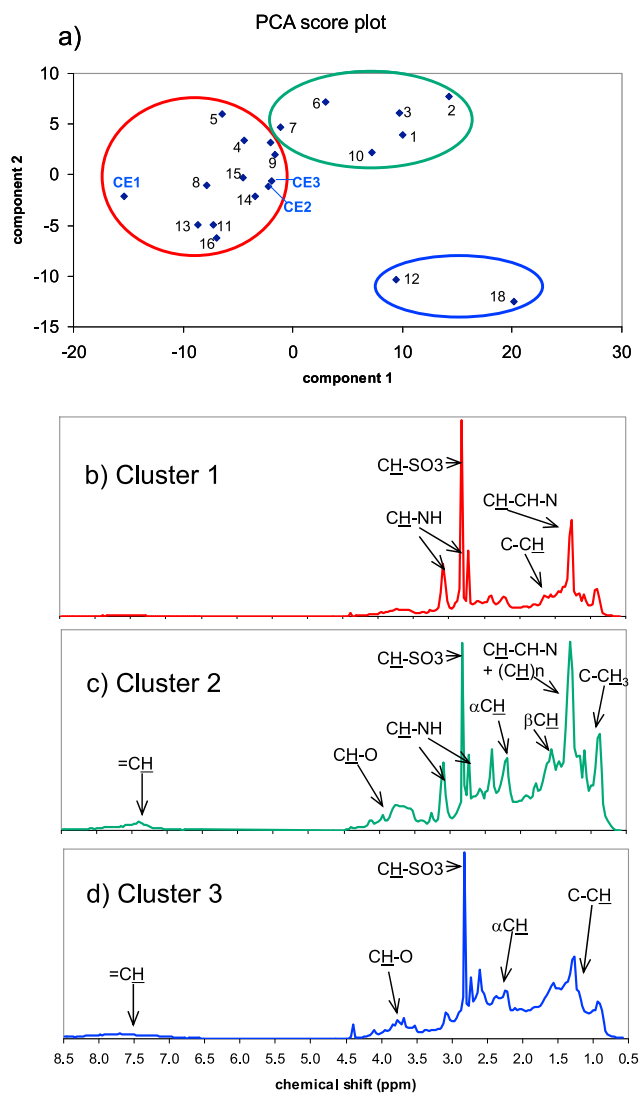 PCA score plot
a)
10
5
0
-5
-10
-15
-20
-10
0
10
20
30
component 2
component 1
6
3
2
5
7
1
4
10
9
15
CE1
8
CE3
14
CE2
13
11
16
12
18
b) Cluster 1
CH-SO3
CH-NH
CH-CH-N
C-CH
c) Cluster 2
=CH
CH-O
CH-NH
CH-SO3
αCH
CH-CH-N
+ (CH)n
βCH
C-CH₃
d) Cluster 3
=CH
CH-O
CH-SO3
αCH
C-CH
8.5 8.0 7.5 7.0 6.5 6.0 5.5 5.0 4.5 4.0 3.5 3.0 2.5 2.0 1.5 1.0 0.5
chemical shift (ppm)